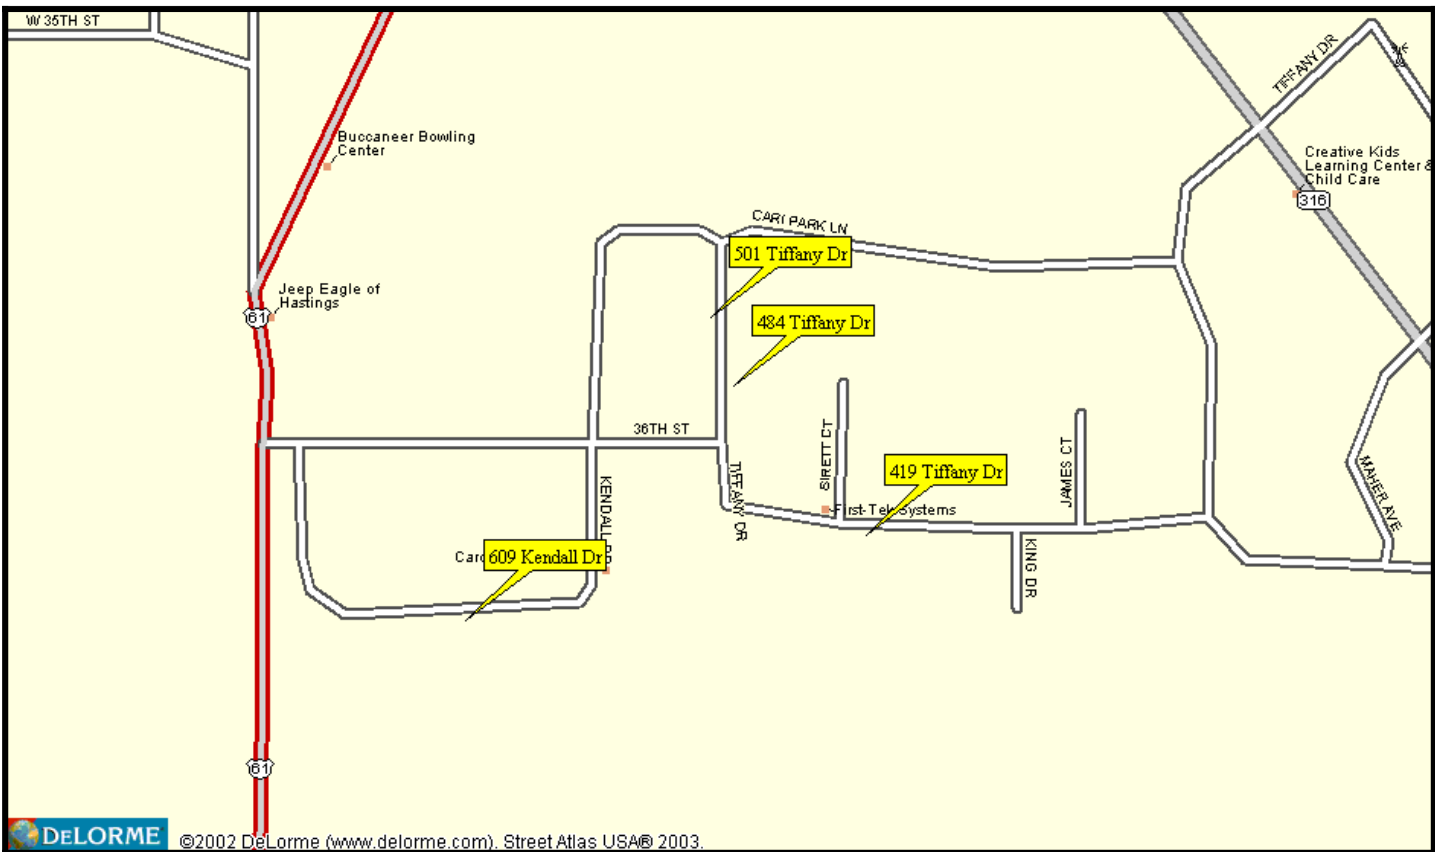 W 35TH ST
TIFFANY DR
Buccaneer Bowling
Center
Creative Kids
Learning Center &
Child Care
316
CARI PARK LN
501 Tiffany Dr
Jeep Eagle of
Hastings
61
484 Tiffany Dr
36TH ST
SIRETT CT
JAMES CT
MAHER AVE
419 Tiffany Dr
TIFFANY DR
KENDALL DR
First-Tek Systems
KING DR
609 Kendall Dr
61
DELORME
©2002 DeLorme (www.delorme.com). Street Atlas USA® 2003.